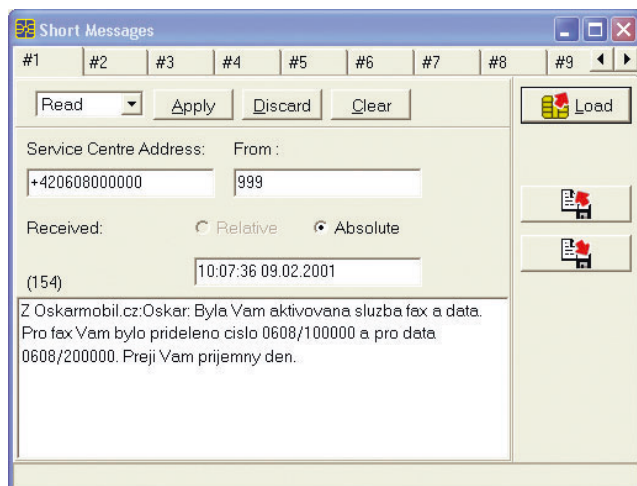 Short Messages
#1 #2 #3 #4 #5 #6 #7 #8 #9
Read Apply Discard Clear Load
Service Centre Address: From :
+420608000000 999
Received: Relative Absolute
(154) 10:07:36 09.02.2001
Z Oskarmobil.cz:Oskar: Byla Vam aktivovana sluzba fax a data.
Pro fax Vam bylo prideleno cislo 0608/100000 a pro data
0608/200000. Preji Vam prijemny den.